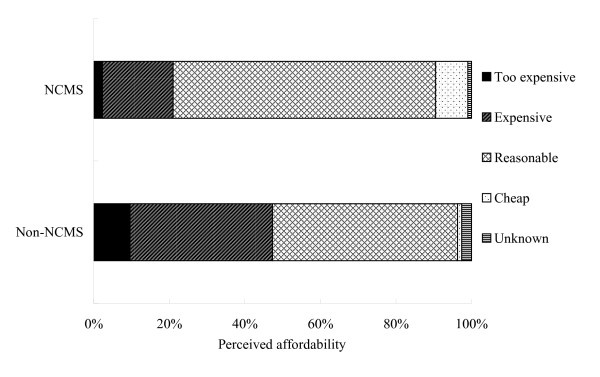 NCMS
Non-NCMS
0% 20% 40% 60% 80% 100%
Perceived affordability
Too expensive
Expensive
Reasonable
Cheap
Unknown